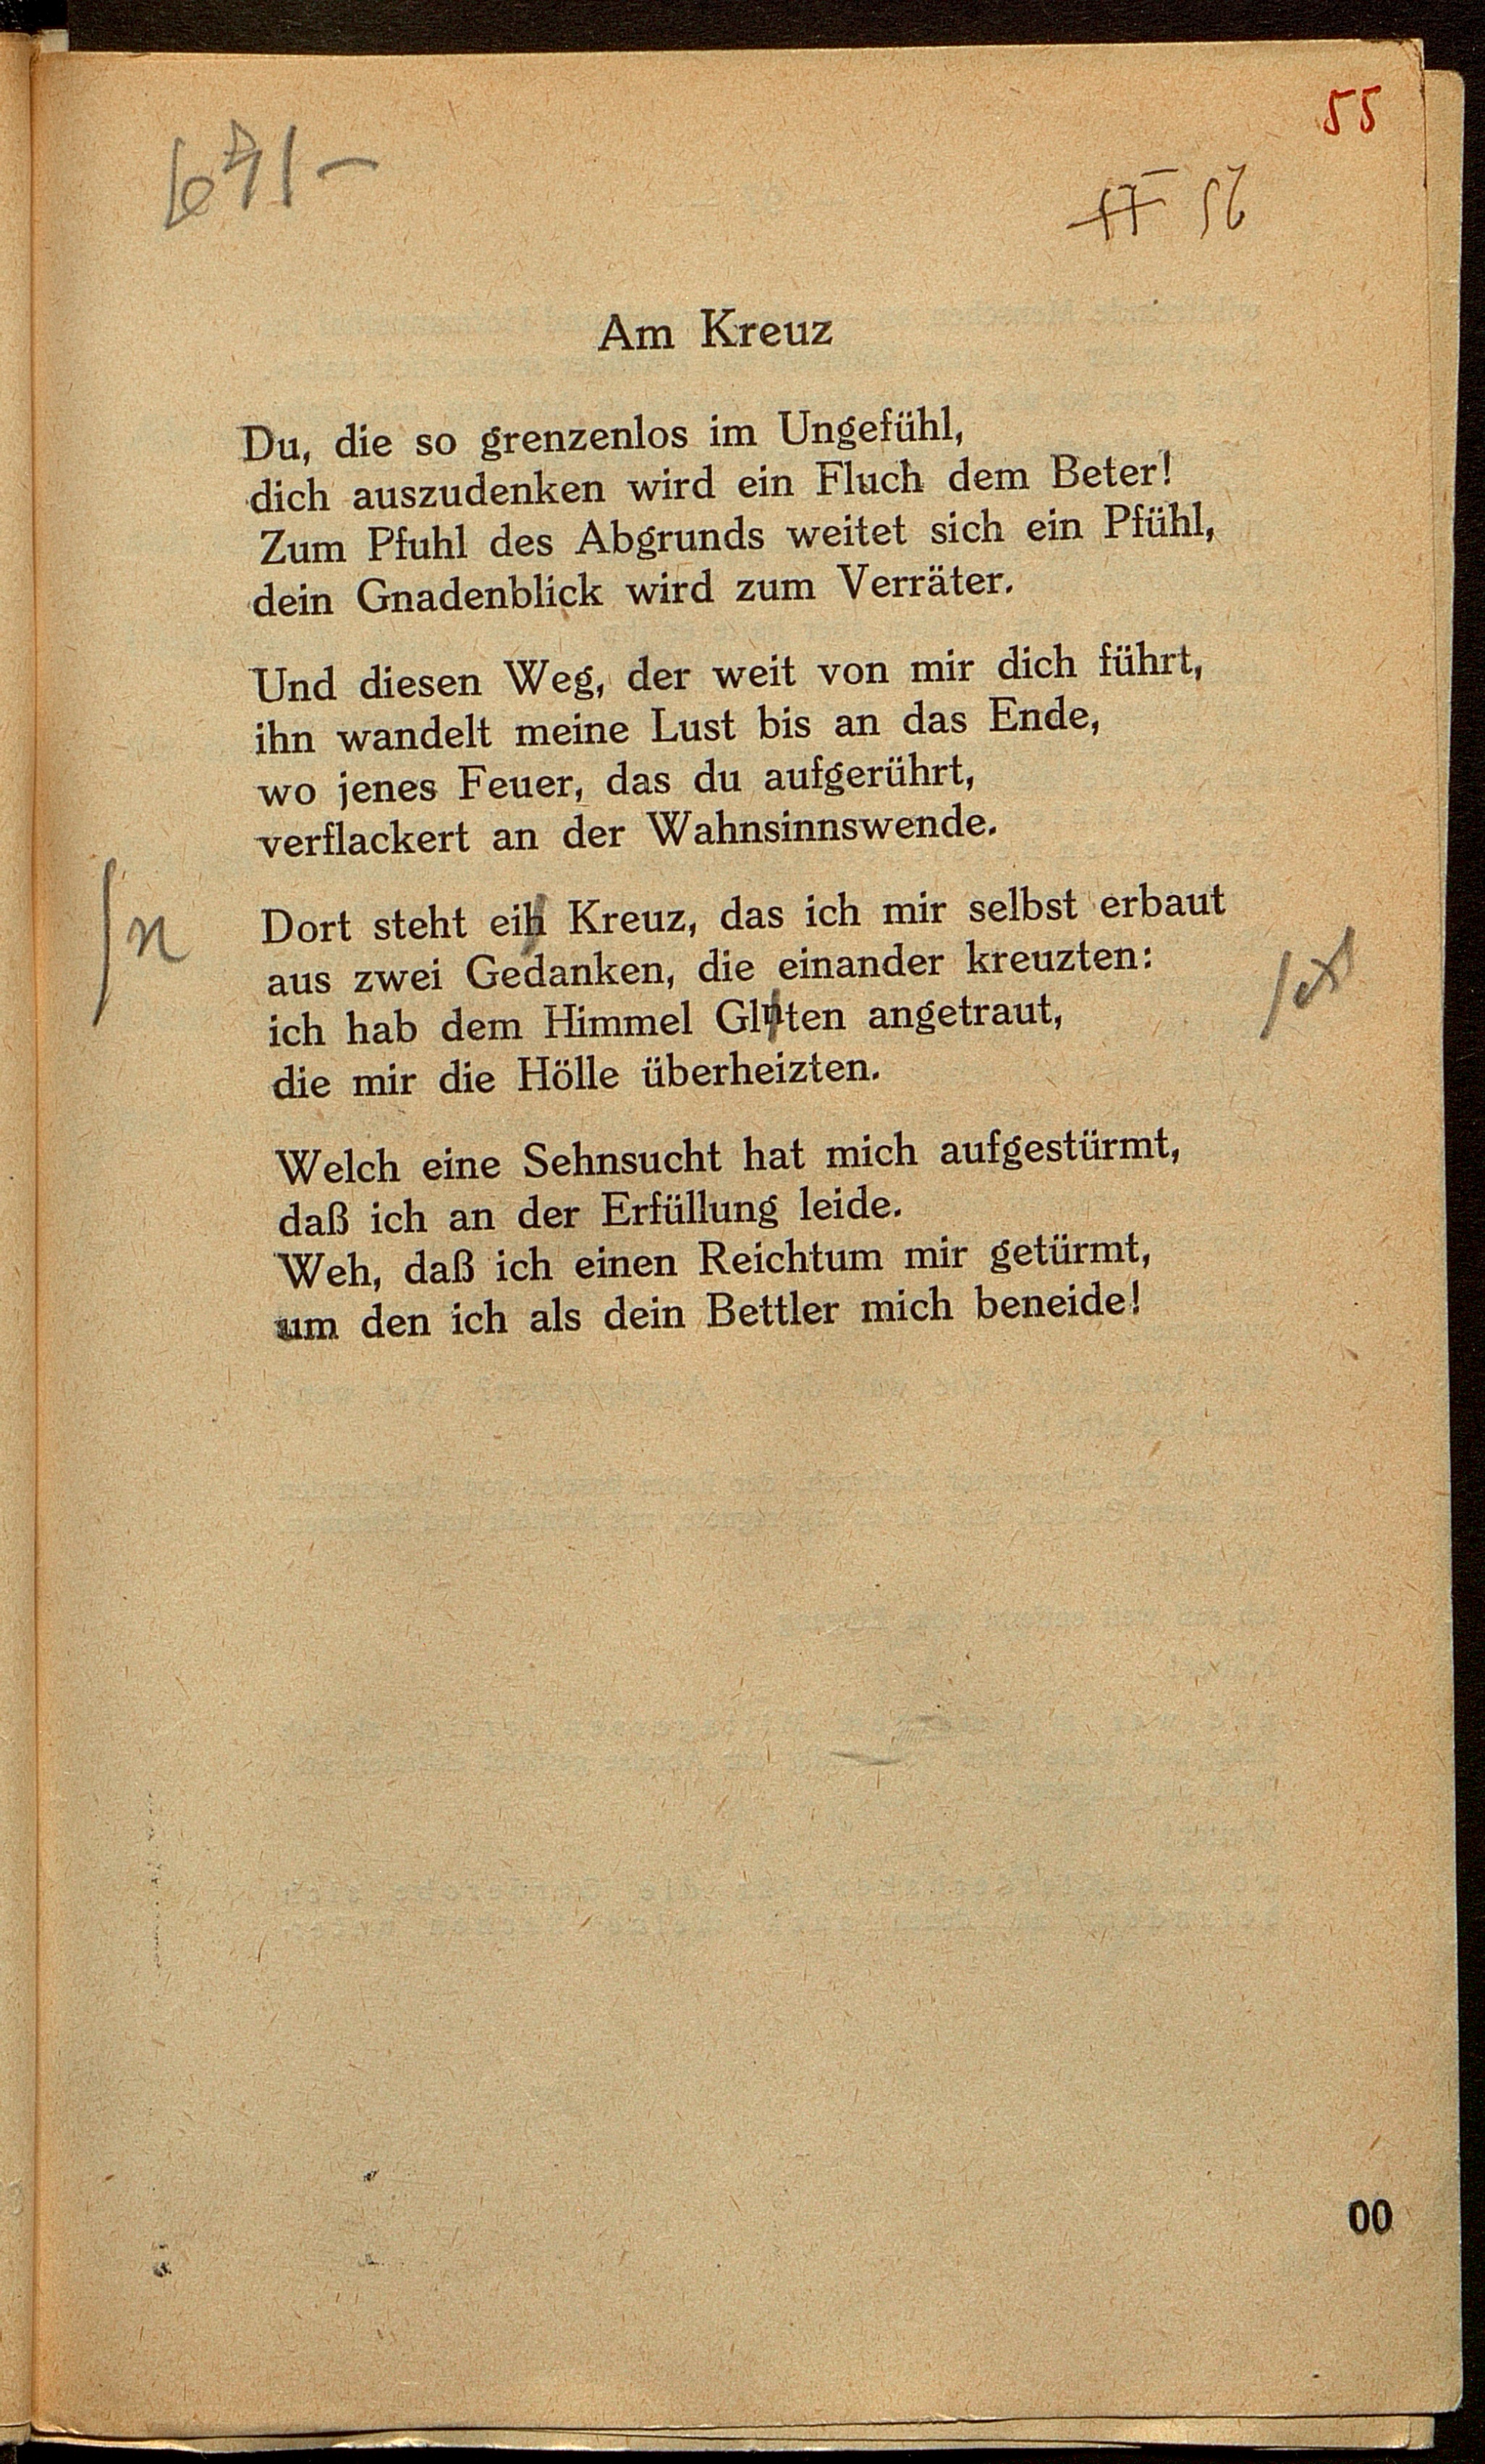 55
56
Am Kreuz
Du, die so grenzenlos im Ungefühl,
dich auszudenken wird ein Fluch dem Beter!
Zum Pfuhl des Abgrunds weitet sich ein Pfühl,
dein Gnadenblick wird zum Verräter.
Und diesen Weg, der weit von mir dich führt,
ihn wandelt meine Lust bis an das Ende,
wo jenes Feuer, das du aufgerührt,
verflackert an der Wahnsinnswende.
Dort steht eih Kreuz, das ich mir selbst erbaut
n
aus zwei Gedanken, die einander kreuzten:
ich hab dem Himmel Glnten angetraut,
die mir die Hölle überheizten.
Welch eine Sehnsucht hat mich aufgestürmt,
daß ich an der Erfüllung leide.
Weh, daß ich einen Reichtum mir getürmt,
um den ich als dein Bettler mich beneide!
00